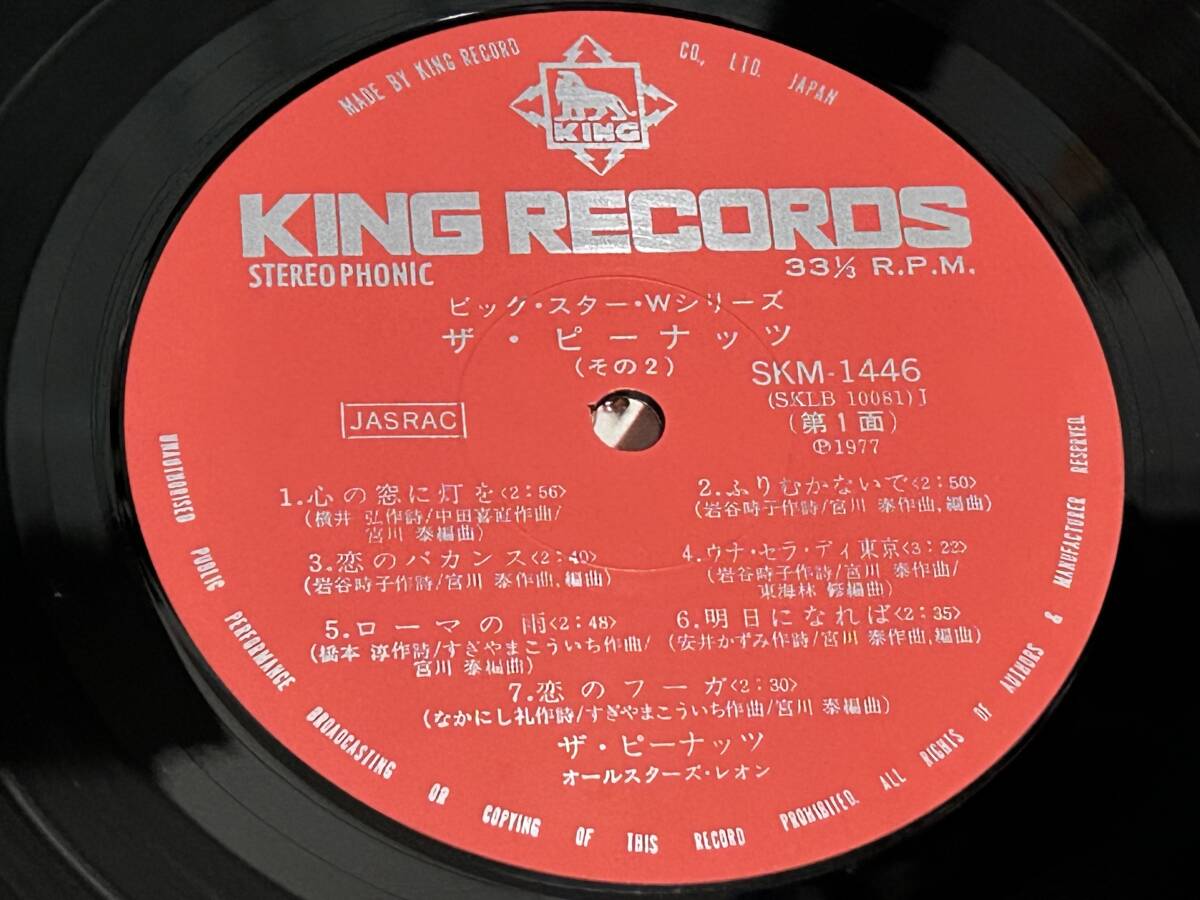 MADE BY KING RECORD CO., LTD. JAPAN
KING
KING RECORDS
STEREOPHONIC
33⅓ R.P.M.
ビッグ・スター・Wシリーズ
ザ・ピーナッツ
(その2)
SKM-1446
(SKLB 10081)J
JASRAC
(第1面)
Ⓟ1977
1.心の窓に灯を<2:56>
(横井 弘作詩/中田喜直作曲/
宮川 泰編曲)
2.ふりむかないで<2:50>
(岩谷時子作詩/宮川 泰作曲,編曲)
3.恋のバカンス<2:40>
(岩谷時子作詩/宮川 泰作曲,編曲)
4.ウナ・セラ・ディ東京<3:22>
(岩谷時子作詩/宮川 泰作曲/
東海林 修編曲)
5.ローマの雨<2:48>
(橋本 淳作詩/すぎやまこういち作曲/
宮川 泰編曲)
6.明日になれば<2:35>
(安井かずみ作詩/宮川 泰作曲,編曲)
7.恋のフーガ<2:30>
(なかにし礼作詩/すぎやまこういち作曲/宮川 泰編曲)
ザ・ピーナッツ
オールスターズ・レオン
UNAUTHORISED PUBLIC PERFORMANCE BROADCASTING OR COPYING OF THIS RECORD PROHIBITED. ALL RIGHTS OF AUTHORS & MANUFACTURER RESERVED.